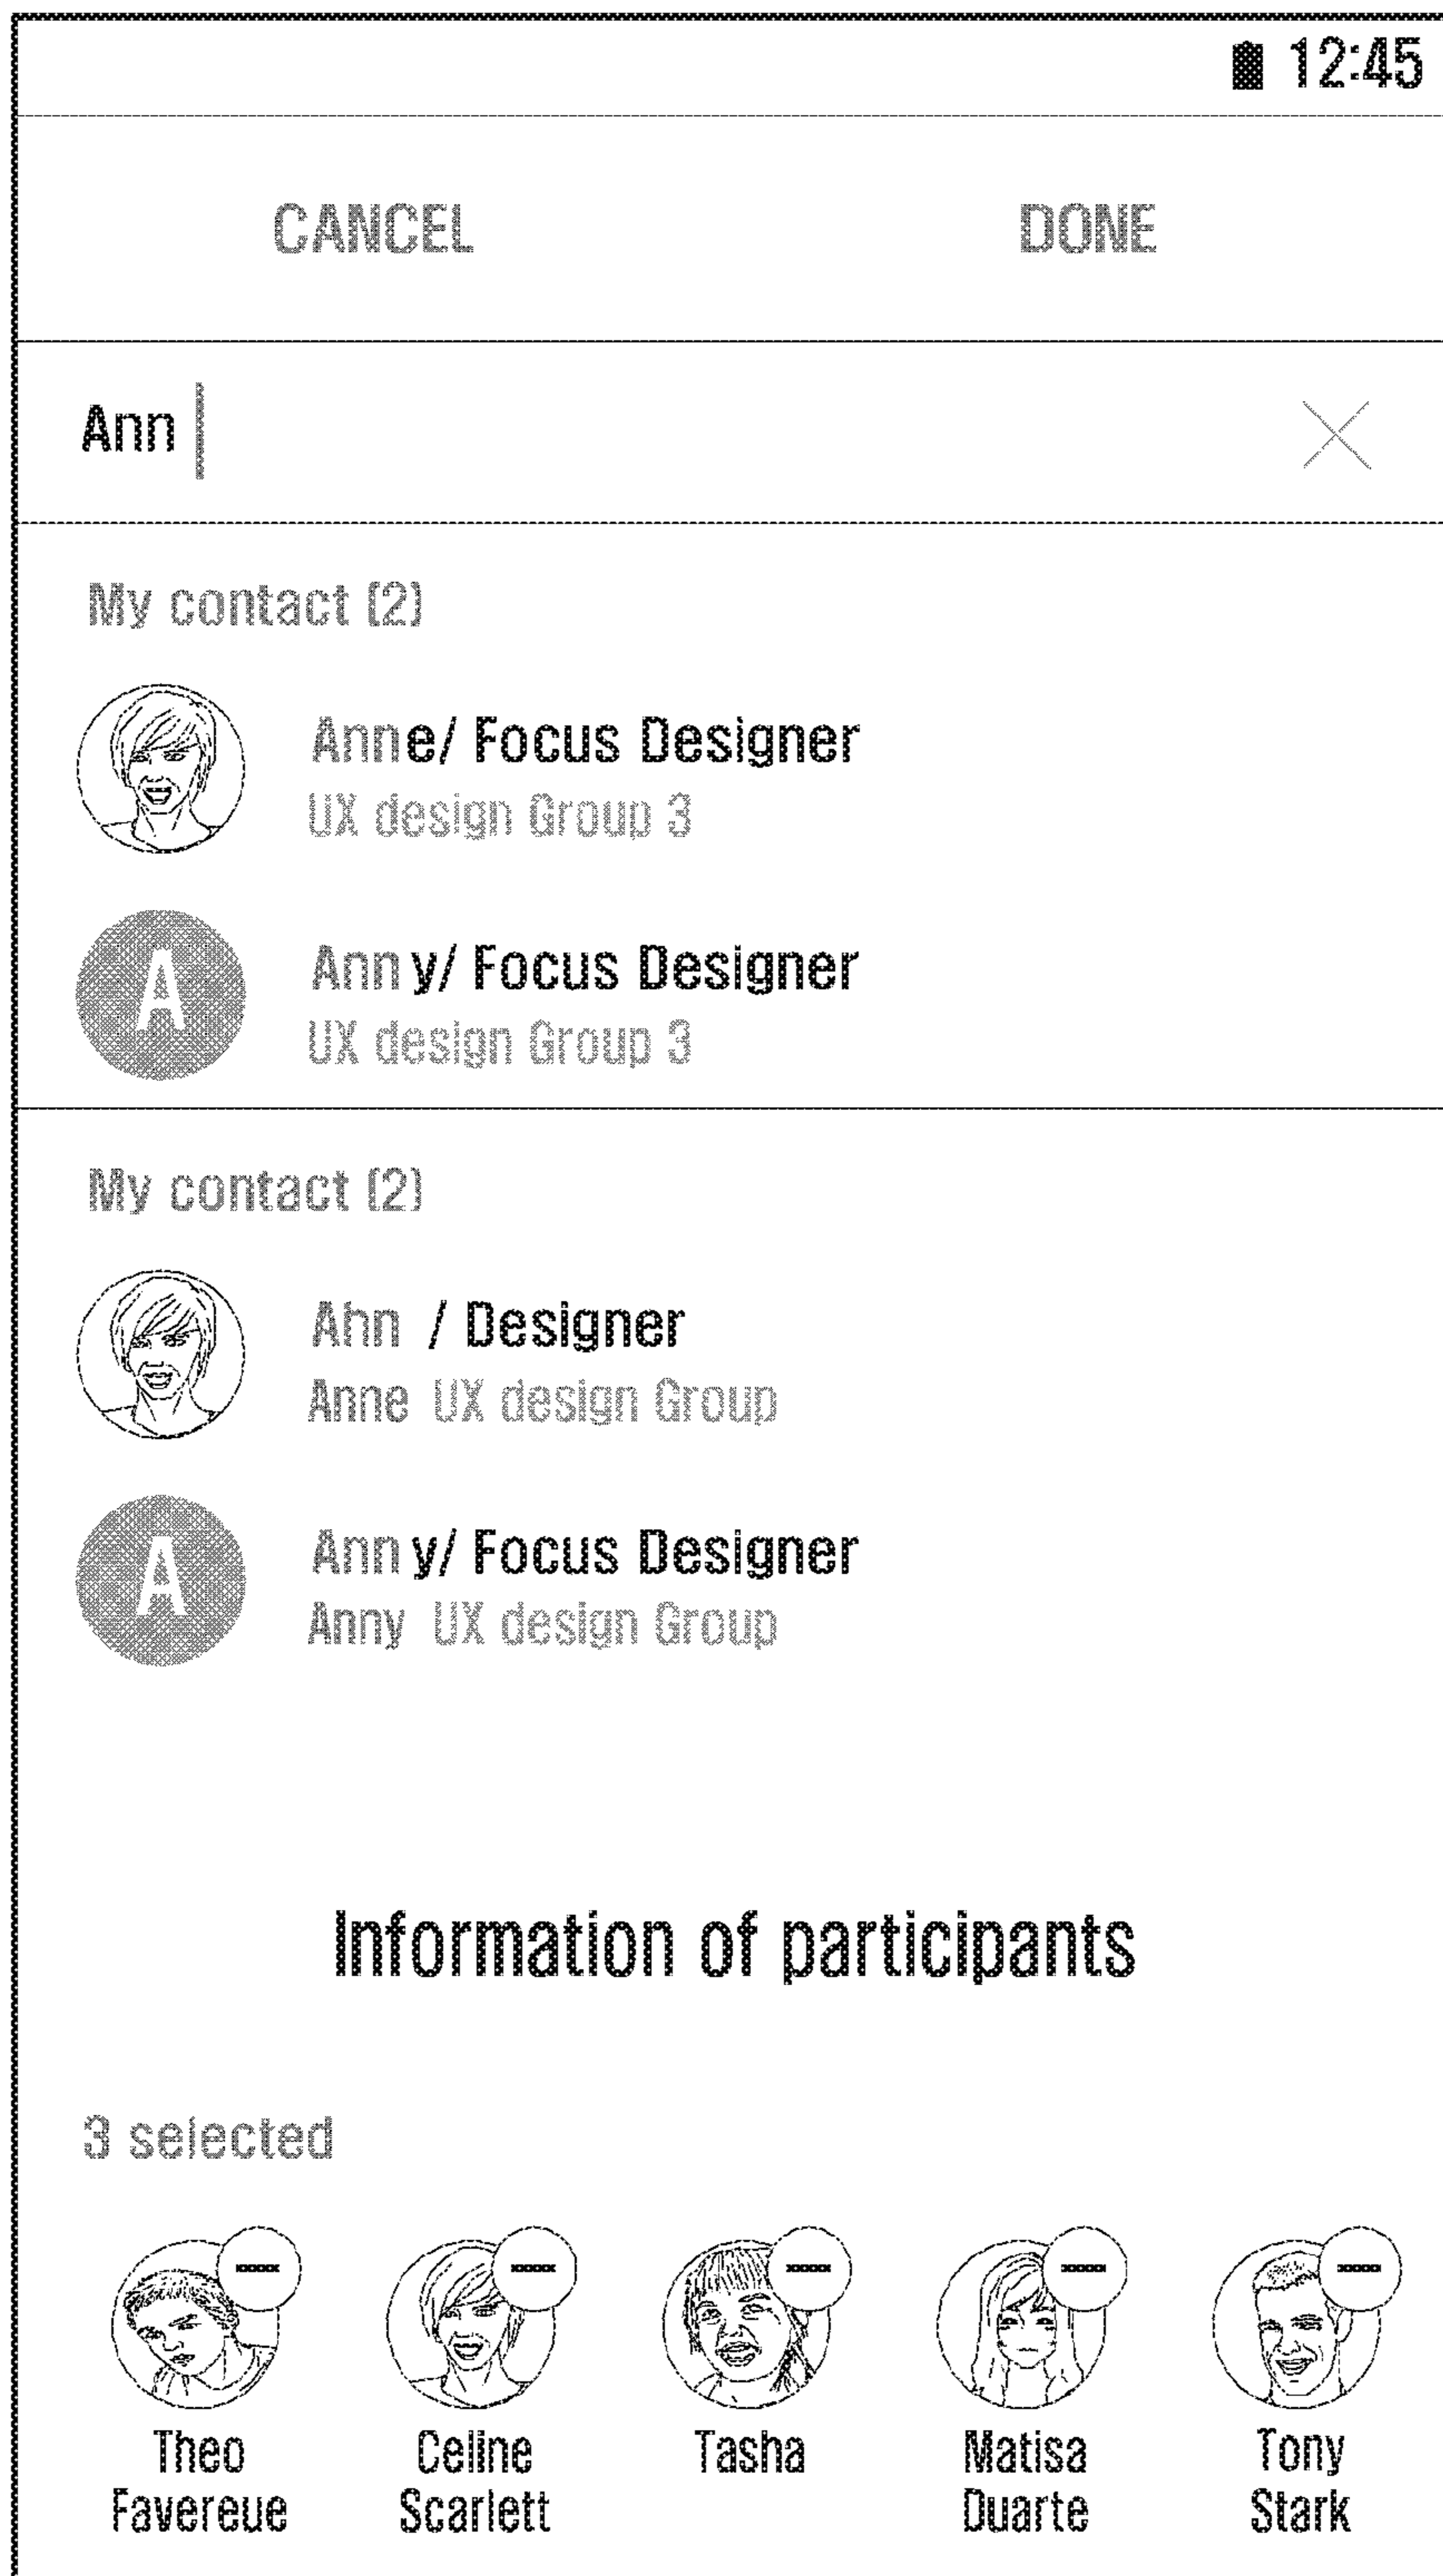 12:45
CANCEL DONE
Ann
My contact (2)
Anne/ Focus Designer
UX design Group 3
A
Ann y/ Focus Designer
UX design Group 3
My contact (2)
Ahn / Designer
Anne UX design Group
A
Ann y/ Focus Designer
Anny UX design Group
Information of participants
3 selected
Theo Favereue
Celine Scarlett
Tasha
Matisa Duarte
Tony Stark